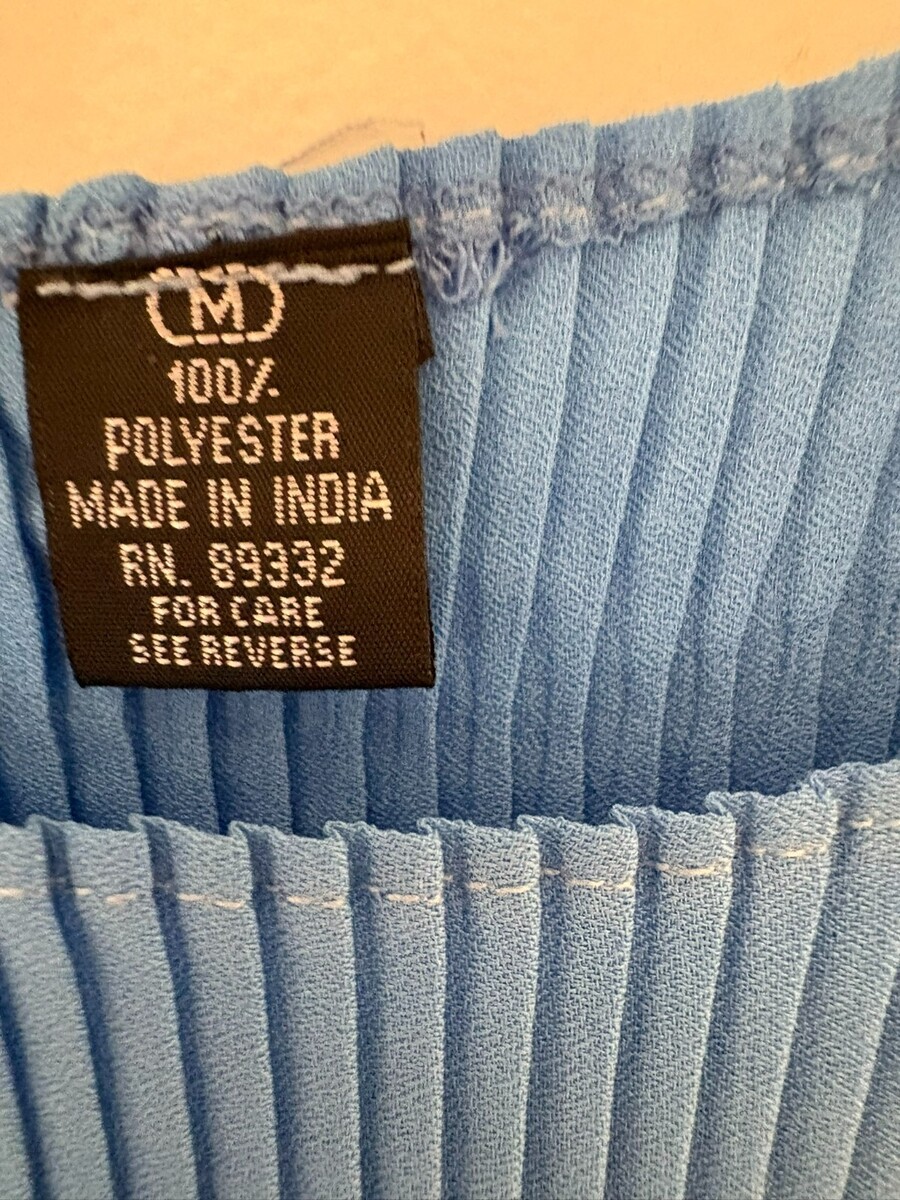 M
100%
POLYESTER
MADE IN INDIA
RN. 89332
FOR CARE
SEE REVERSE